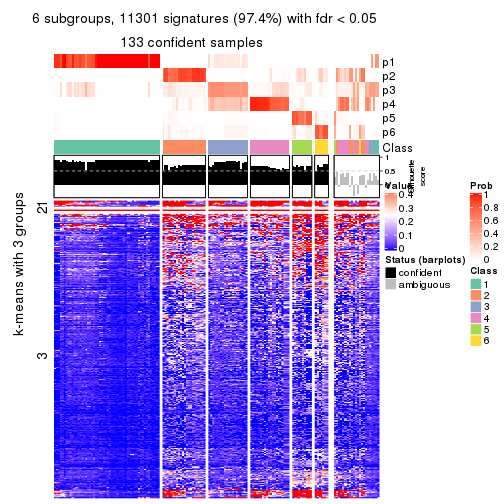 6 subgroups, 11301 signatures (97.4%) with fdr < 0.05
133 confident samples
p1
p2
p3
p4
p5
p6
Class
1
0.5
0
Silhouette
score
k-means with 3 groups
2
1
3
Value
0.4
0.3
0.2
0.1
0
Status (barplots)
confident
ambiguous
Prob
1
0.8
0.6
0.4
0.2
0
Class
1
2
3
4
5
6